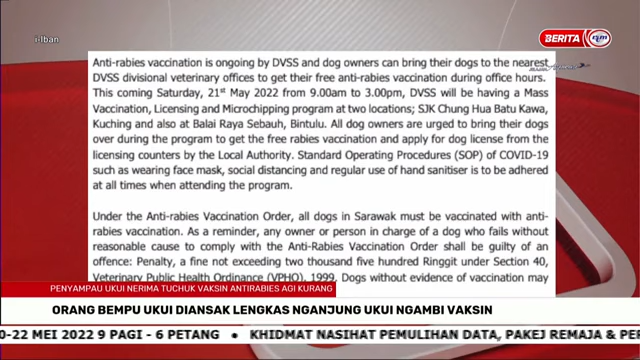 i-Iban
BERITA
rtm
Anti-rabies vaccination is ongoing by DVSS and dog owners can bring their dogs to the nearest
DVSS divisional veterinary offices to get their free anti-rabies vaccination during office hours.
This coming Saturday, 21st May 2022 from 9.00am to 3.00pm, DVSS will be having a Mass
Vaccination, Licensing and Microchipping program at two locations; SJK Chung Hua Batu Kawa,
Kuching and also at Balai Raya Sebauh, Bintulu. All dog owners are urged to bring their dogs
over during the program to get the free rabies vaccination and apply for dog license from the
licensing counters by the Local Authority. Standard Operating Procedures (SOP) of COVID-19
such as wearing face mask, social distancing and regular use of hand sanitiser is to be adhered
at all times when attending the program.
Under the Anti-rabies Vaccination Order, all dogs in Sarawak must be vaccinated with anti-
rabies vaccination. As a reminder, any owner or person in charge of a dog who fails without
reasonable cause to comply with the Anti-Rabies Vaccination Order shall be guilty of an
offence: Penalty, a fine not exceeding two thousand five hundred Ringgit under Section 40,
Veterinary Public Health Ordinance (VPHO), 1999. Dogs without evidence of vaccination may
PENYAMPAU UKUI NERIMA TUCHUK VAKSIN ANTIRABIES AGI KURANG
ORANG BEMPU UKUI DIANSAK LENGKAS NGANJUNG UKUI NGAMBI VAKSIN
0-22 MEI 2022 9 PAGI - 6 PETANG • KHIDMAT NASIHAT PEMULIHAN DATA, PAKEJ REMAJA & PER